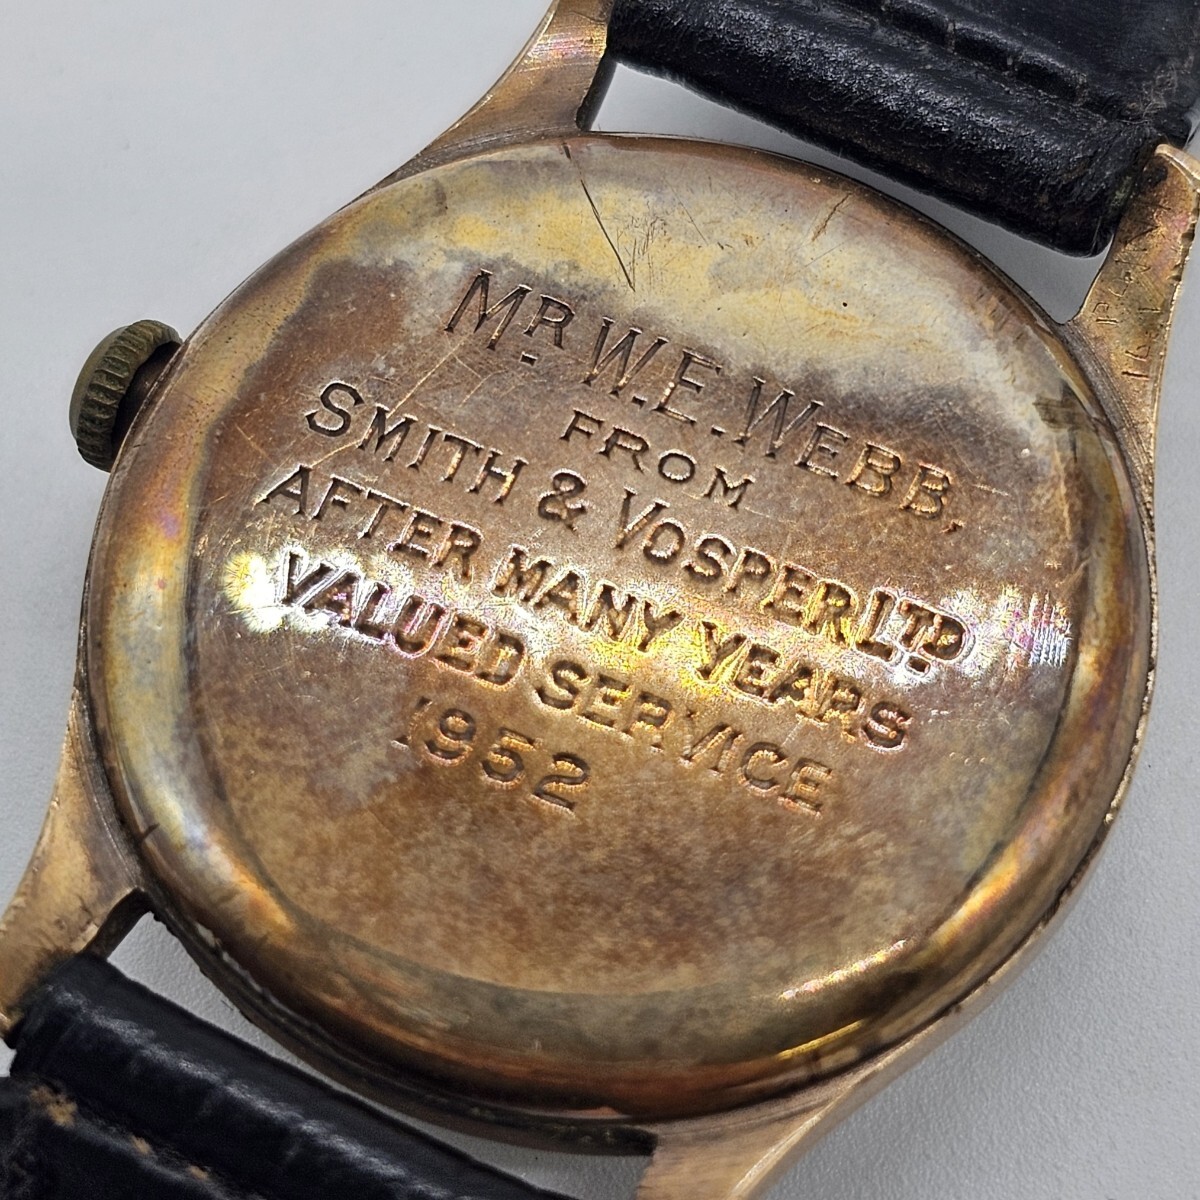 MR. W. E. WEBB,
FROM
SMITH & VOSPER LTD
AFTER MANY YEARS
VALUED SERVICE
1952